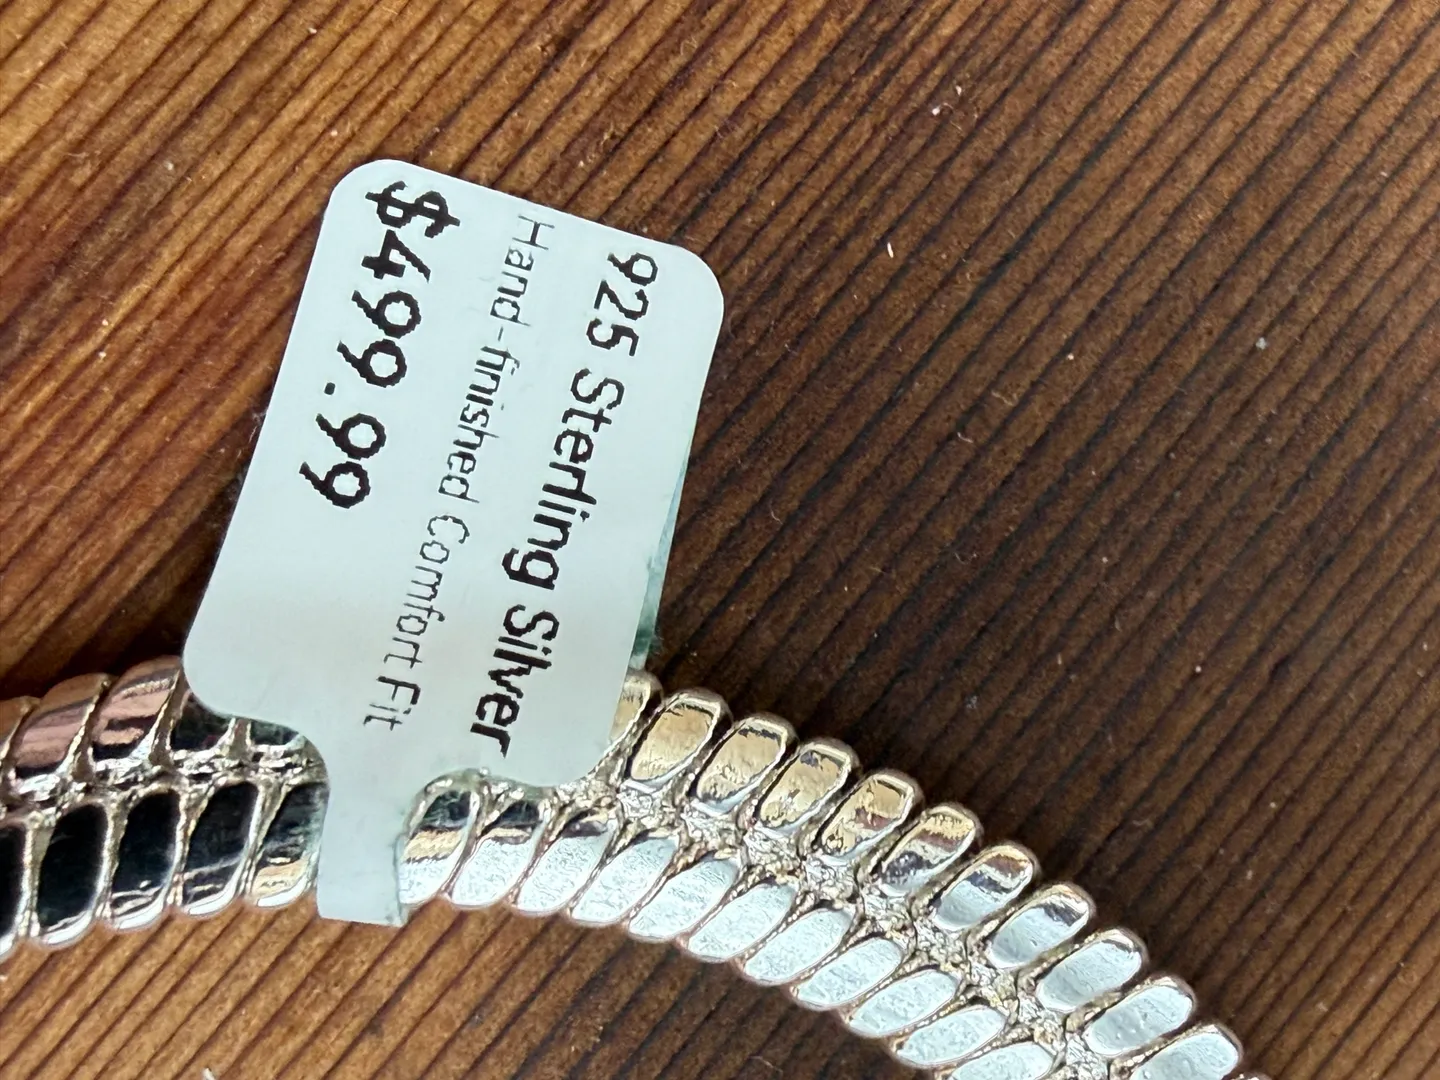 925 Sterling Silver
Hand-finished Comfort Fit
$499.99